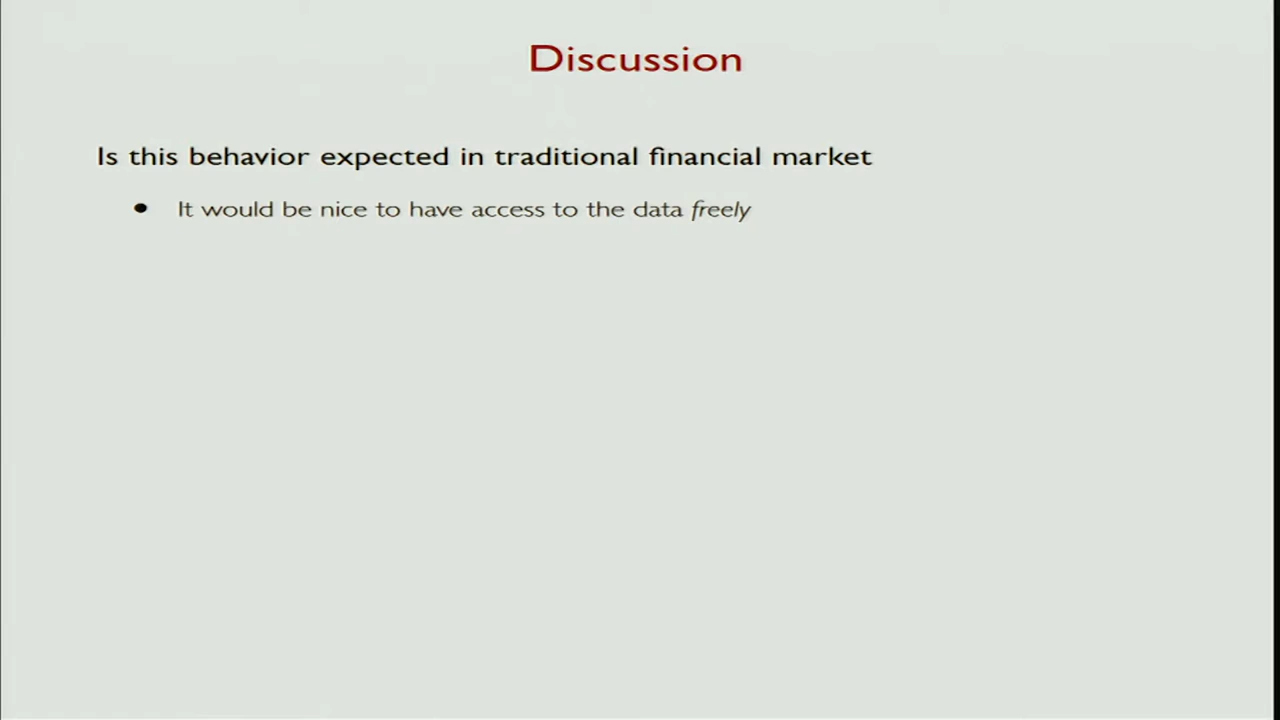 Discussion
Is this behavior expected in traditional financial market
It would be nice to have access to the data freely